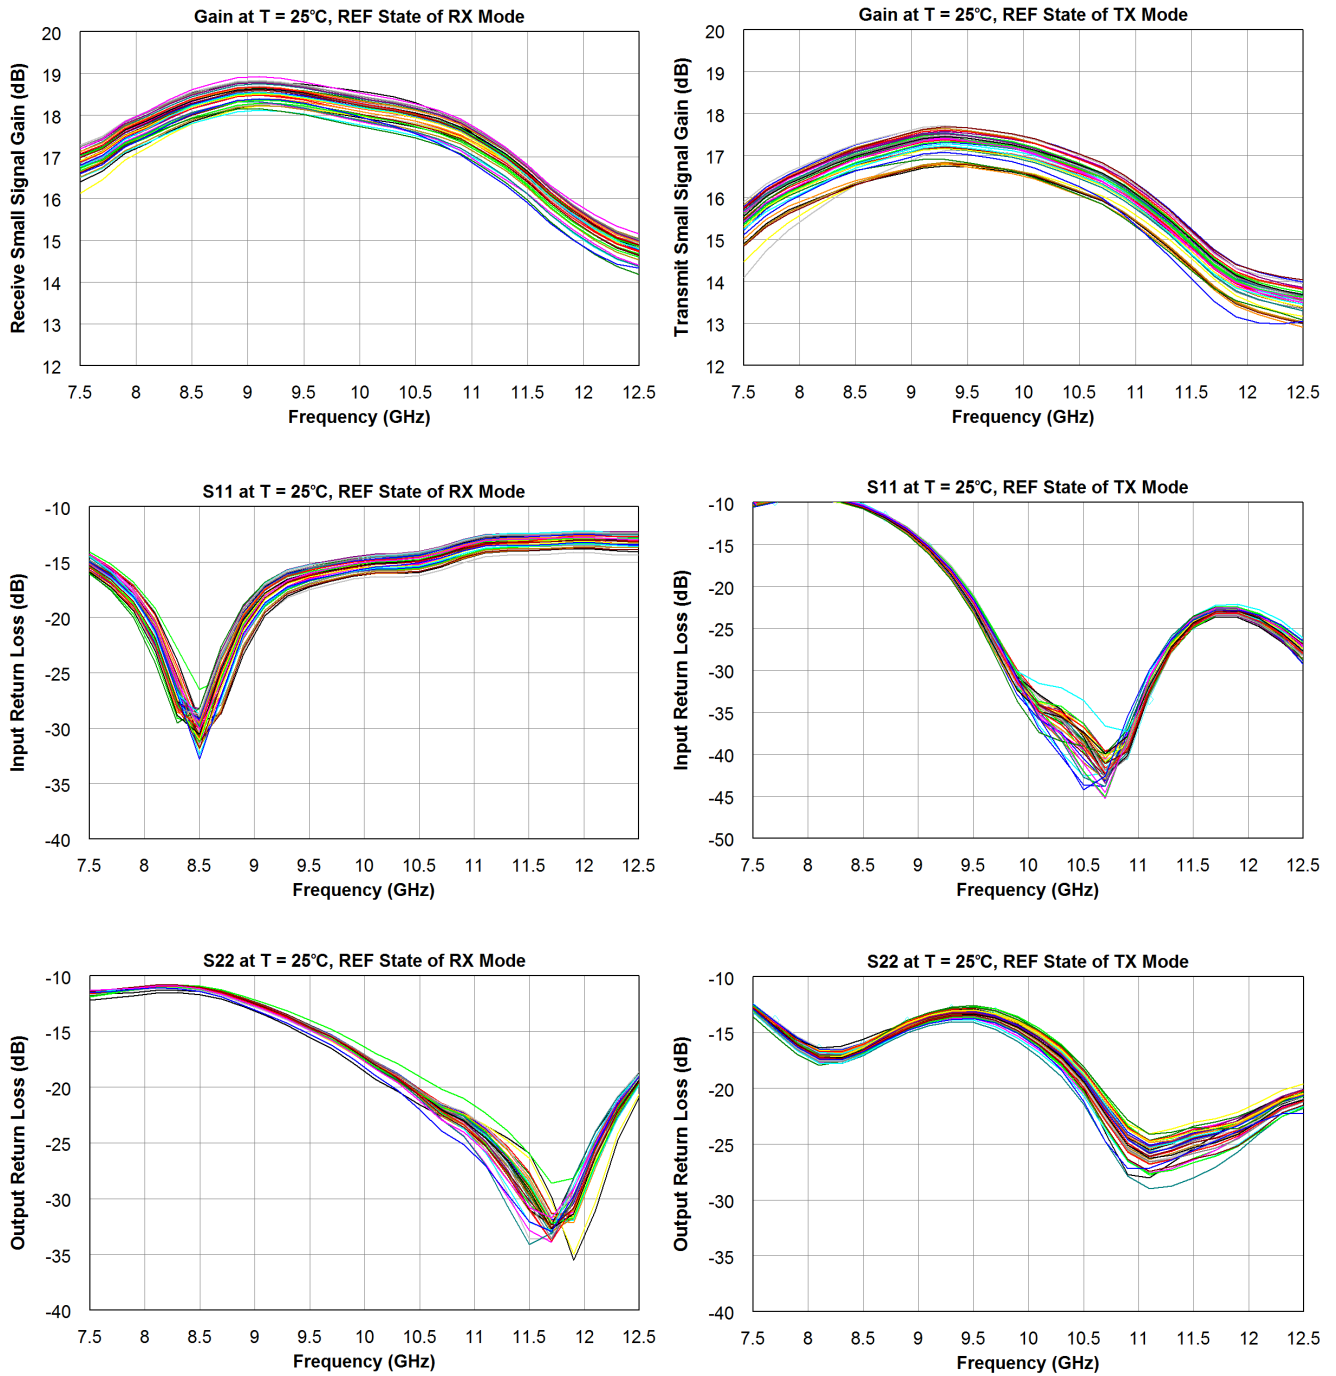 Gain at T = 25℃, REF State of RX Mode
Receive Small Signal Gain (dB)
20
19
18
17
16
15
14
13
12
7.5 8 8.5 9 9.5 10 10.5 11 11.5 12 12.5
Frequency (GHz)
Gain at T = 25℃, REF State of TX Mode
Transmit Small Signal Gain (dB)
20
19
18
17
16
15
14
13
12
7.5 8 8.5 9 9.5 10 10.5 11 11.5 12 12.5
Frequency (GHz)
S11 at T = 25℃, REF State of RX Mode
Input Return Loss (dB)
-10
-15
-20
-25
-30
-35
-40
7.5 8 8.5 9 9.5 10 10.5 11 11.5 12 12.5
Frequency (GHz)
S11 at T = 25℃, REF State of TX Mode
Input Return Loss (dB)
-10
-15
-20
-25
-30
-35
-40
-45
-50
7.5 8 8.5 9 9.5 10 10.5 11 11.5 12 12.5
Frequency (GHz)
S22 at T = 25℃, REF State of RX Mode
Output Return Loss (dB)
-10
-15
-20
-25
-30
-35
-40
7.5 8 8.5 9 9.5 10 10.5 11 11.5 12 12.5
Frequency (GHz)
S22 at T = 25℃, REF State of TX Mode
Output Return Loss (dB)
-10
-15
-20
-25
-30
-35
-40
7.5 8 8.5 9 9.5 10 10.5 11 11.5 12 12.5
Frequency (GHz)